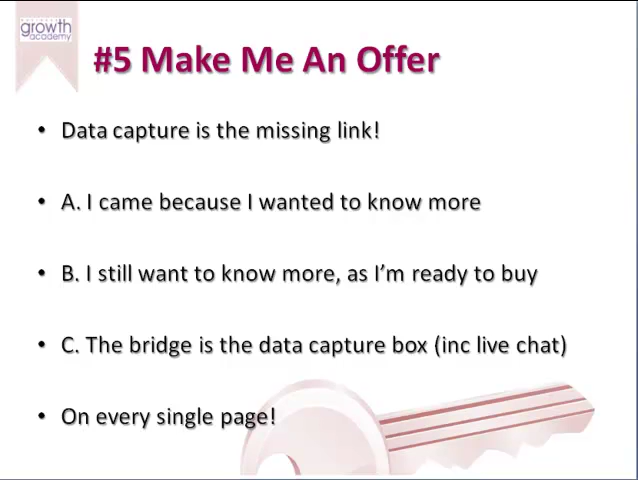 growth
academy
#5 Make Me An Offer
• Data capture is the missing link!
• A. I came because I wanted to know more
• B. I still want to know more, as I'm ready to buy
• C. The bridge is the data capture box (inc live chat)
• On every single page!